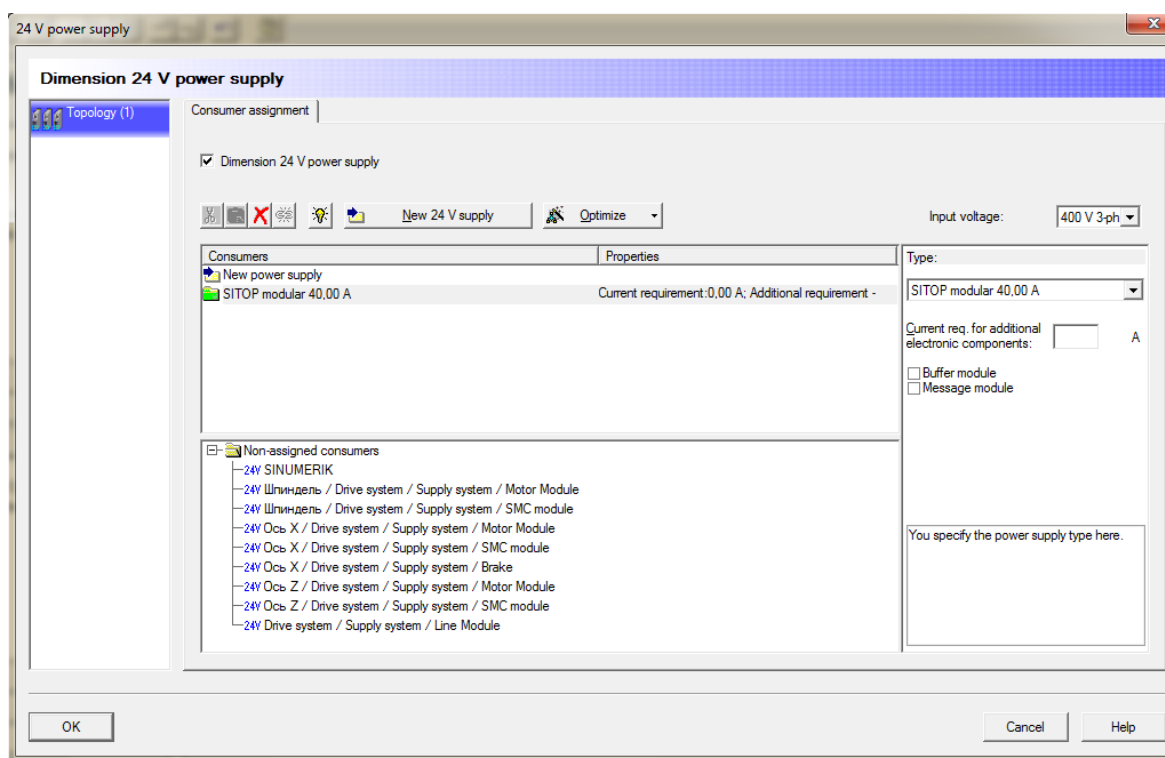 24 V power supply
Dimension 24 V power supply
Topology (1)
Consumer assignment
Dimension 24 V power supply
New 24 V supply
Optimize
Input voltage:
400 V 3-ph
Consumers
Properties
Type:
New power supply
SITOP modular 40,00 A
Current requirement:0,00 A; Additional requirement -
SITOP modular 40,00 A
Current req. for additional
electronic components:
A
Buffer module
Message module
Non-assigned consumers
24V SINUMERIK
24V Шпиндель / Drive system / Supply system / Motor Module
24V Шпиндель / Drive system / Supply system / SMC module
24V Ось X / Drive system / Supply system / Motor Module
24V Ось X / Drive system / Supply system / SMC module
24V Ось X / Drive system / Supply system / Brake
24V Ось Z / Drive system / Supply system / Motor Module
24V Ось Z / Drive system / Supply system / SMC module
24V Drive system / Supply system / Line Module
You specify the power supply type here.
OK
Cancel
Help